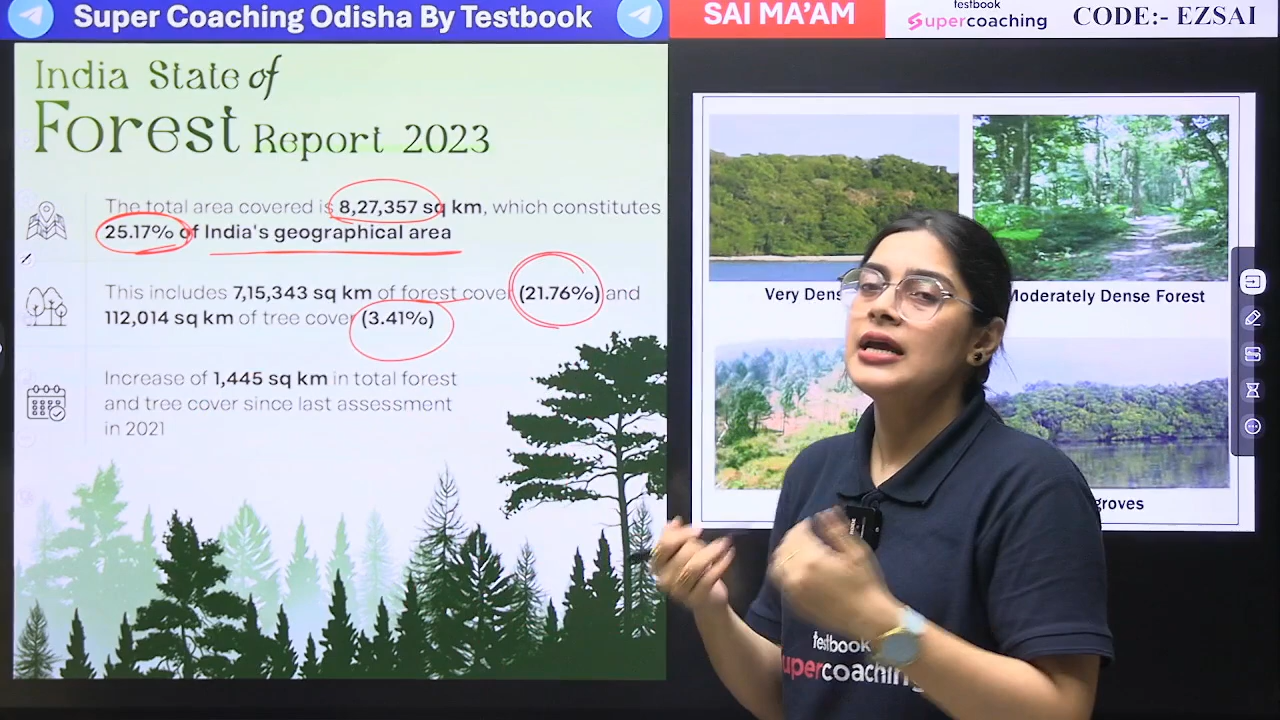 Super Coaching Odisha By Testbook
SAI MA'AM
testbook
Supercoaching
CODE:- EZSAI
India State of
Forest Report 2023
The total area covered is 8,27,357 sq km, which constitutes
25.17% of India's geographical area
This includes 7,15,343 sq km of forest cover (21.76%) and
112,014 sq km of tree cover (3.41%)
Increase of 1,445 sq km in total forest
and tree cover since last assessment
in 2021
Very Dens
Moderately Dense Forest
groves
testbook
supercoaching